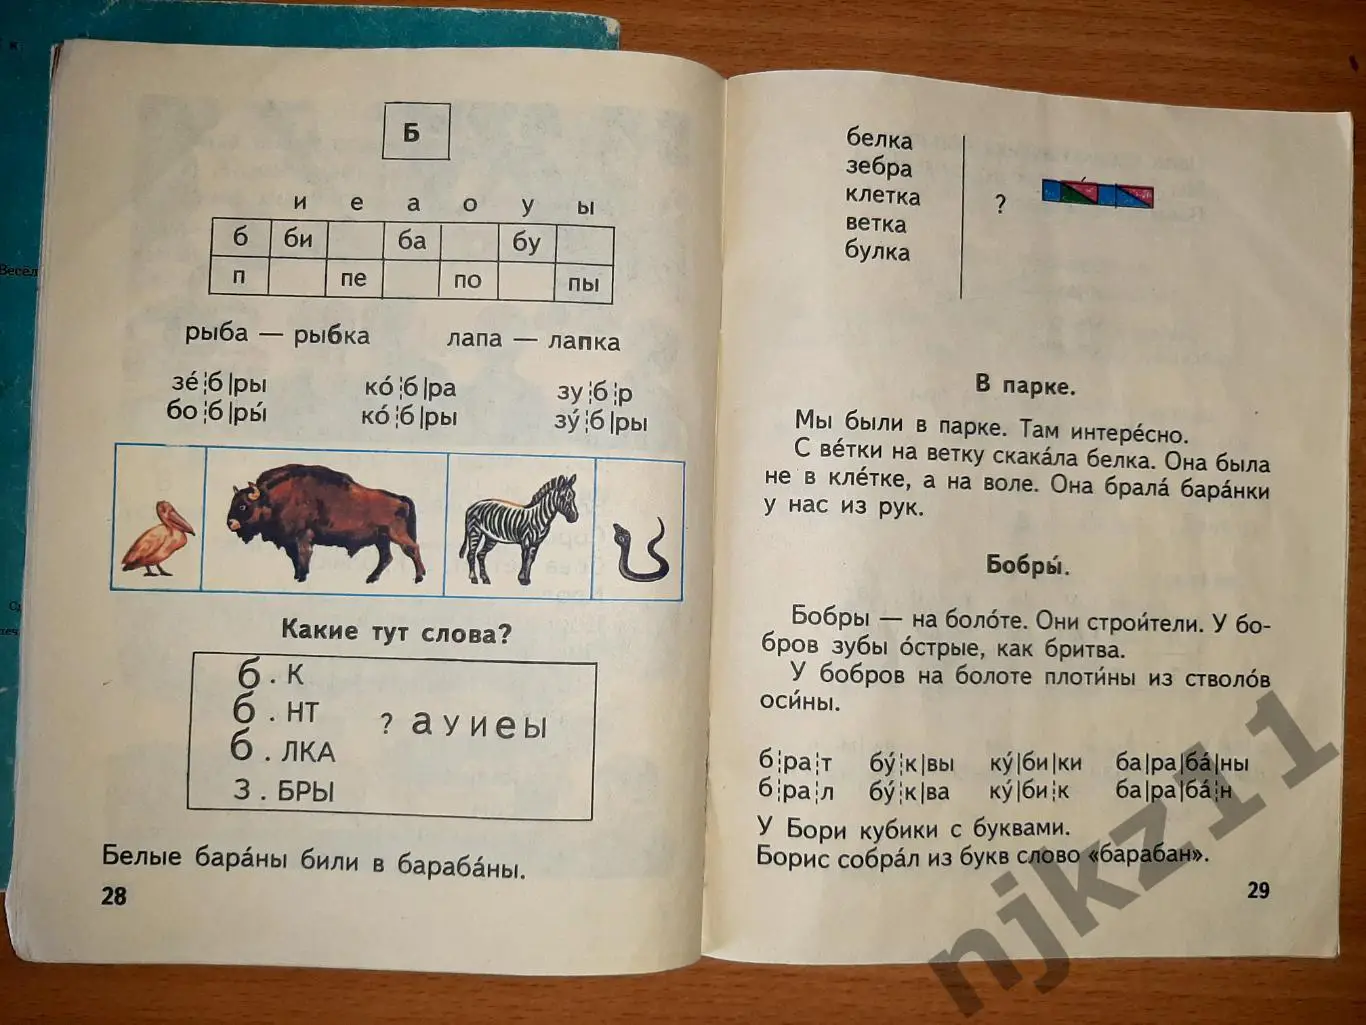 Весёл
Б
и е а о у ы
б би ба бу
п пе по пы
рыба — рыбка лапа — лапка
зе́¦б|ры ко́¦б|ра зу¦б¦р
бо¦б|ры́ ко́¦б|ры зу́¦б|ры
Какие тут слова?
б . К
б . НТ
б . ЛКА
З . БРЫ
? а у и е ы
Белые бара́ны били в бараба́ны.
28
белка
зебра
клетка
ветка
булка
?
В парке.
Мы были в парке. Там интере́сно.
С ве́тки на ветку скака́ла белка. Она была
не в кле́тке, а на воле. Она брала́ бара́нки
у нас из рук.
Бобры́.
Бобры — на боло́те. Они строи́тели. У бо-
бров зубы о́стрые, как бритва.
У бобров на болоте плоти́ны из стволо́в
оси́ны.
б¦ра¦т бу́¦к|вы ку́|би|ки ба|ра|ба́|ны
б¦ра¦л бу́¦к|ва ку́|би¦к ба|ра|ба́¦н
У Бори кубики с буквами.
Борис собра́л из букв слово «барабан».
29
njkz11